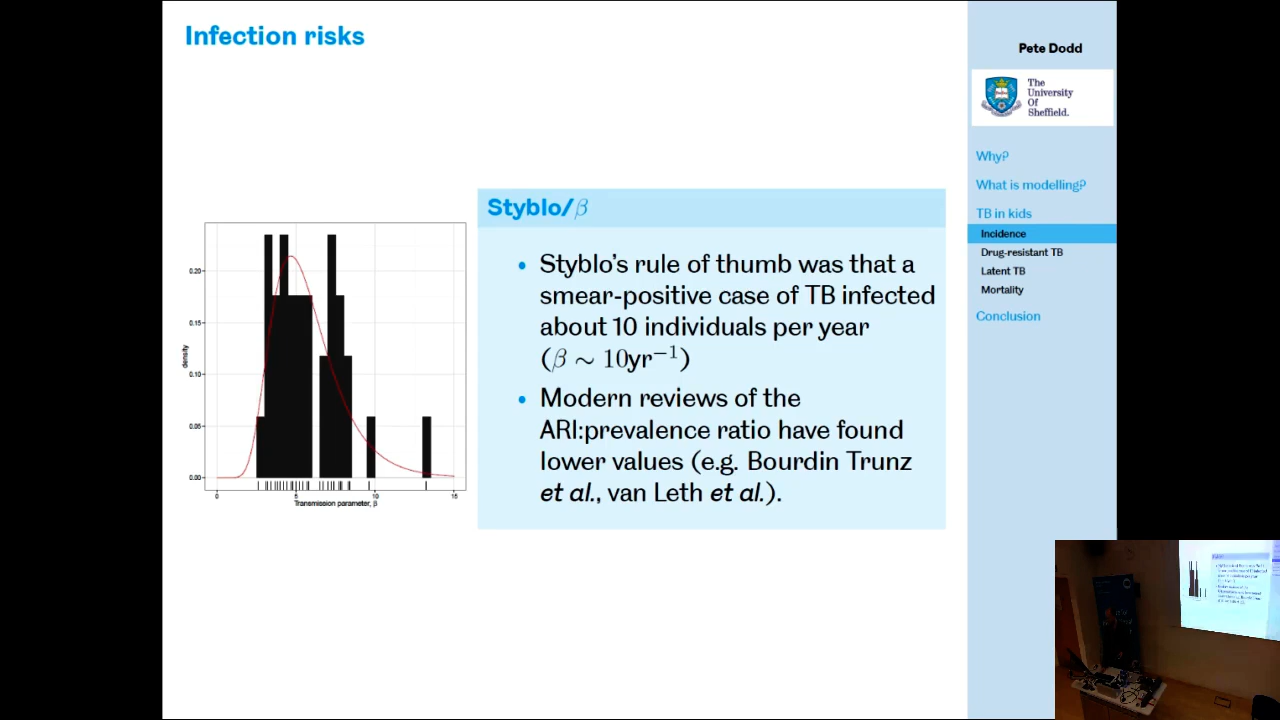 Infection risks
Pete Dodd
The
University
Of
Sheffield.
Why?
What is modelling?
TB in kids
Incidence
Drug-resistant TB
Latent TB
Mortality
Conclusion
Styblo/β
• Styblo's rule of thumb was that a
smear-positive case of TB infected
about 10 individuals per year
(β ∼ 10yr⁻¹)
• Modern reviews of the
ARI:prevalence ratio have found
lower values (e.g. Bourdin Trunz
et al., van Leth et al.).
density
0.20
0.15
0.10
0.05
0.00
0 5 10 15
Transmission parameter, β